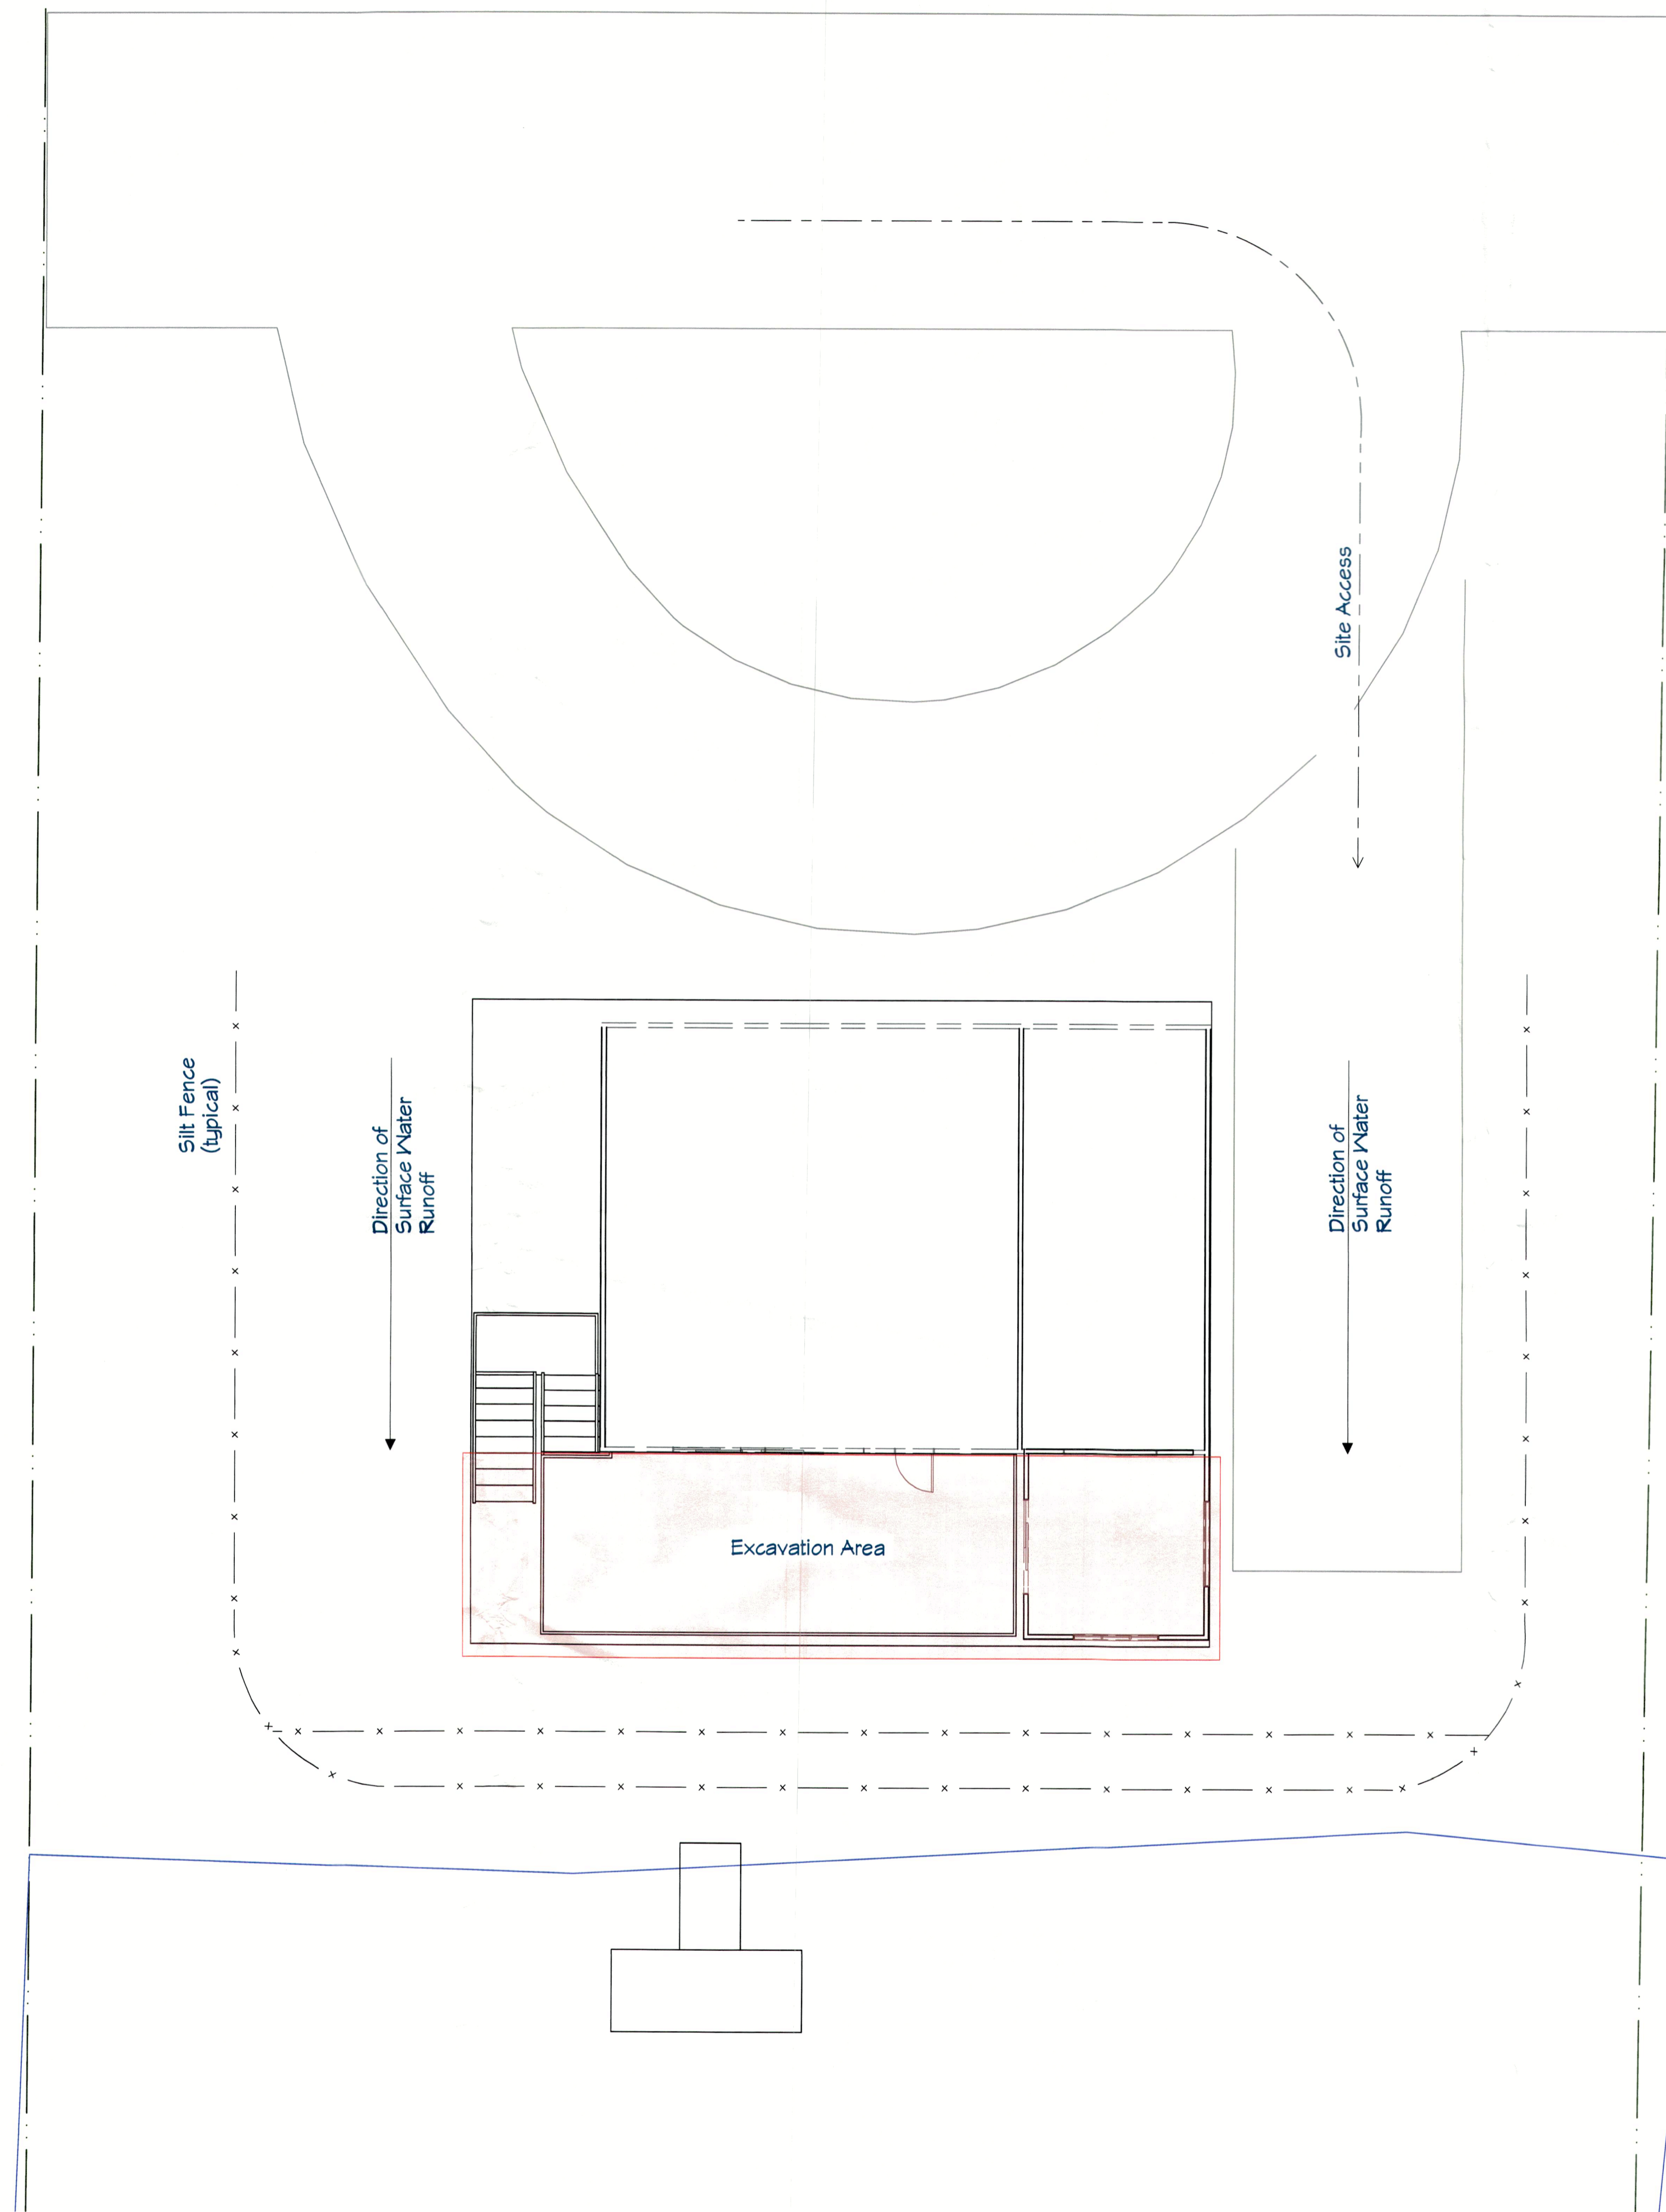 Site Access
Silt Fence
(typical)
Direction of
Surface Water
Runoff
Direction of
Surface Water
Runoff
Excavation Area